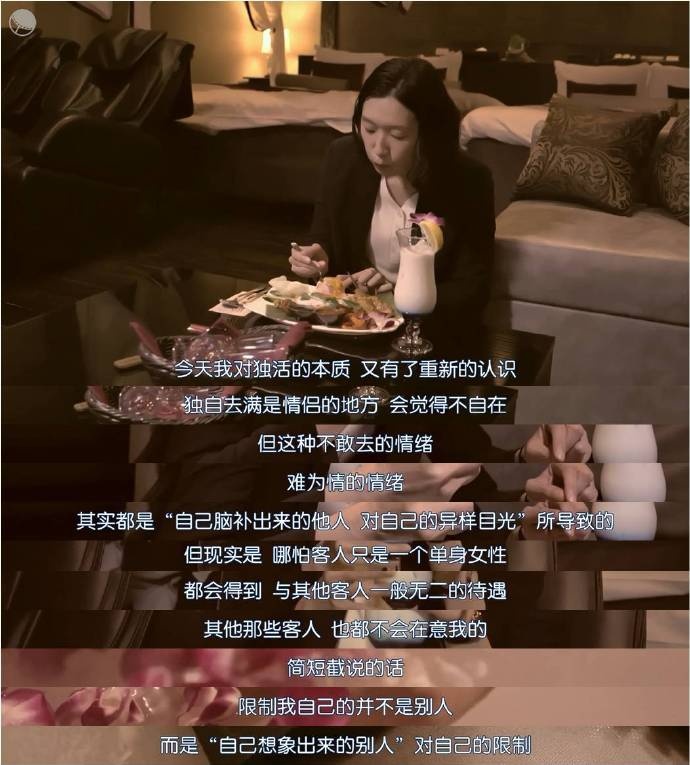 今天我对独活的本质 又有了重新的认识
独自去满是情侣的地方 会觉得不自在
但这种不敢去的情绪
难为情的情绪
其实都是“自己脑补出来的他人 对自己的异样目光”所导致的
但现实是 哪怕客人只是一个单身女性
都会得到 与其他客人一般无二的待遇
其他那些客人 也都不会在意我的
简短截说的话
限制我自己的并不是别人
而是“自己想象出来的别人”对自己的限制